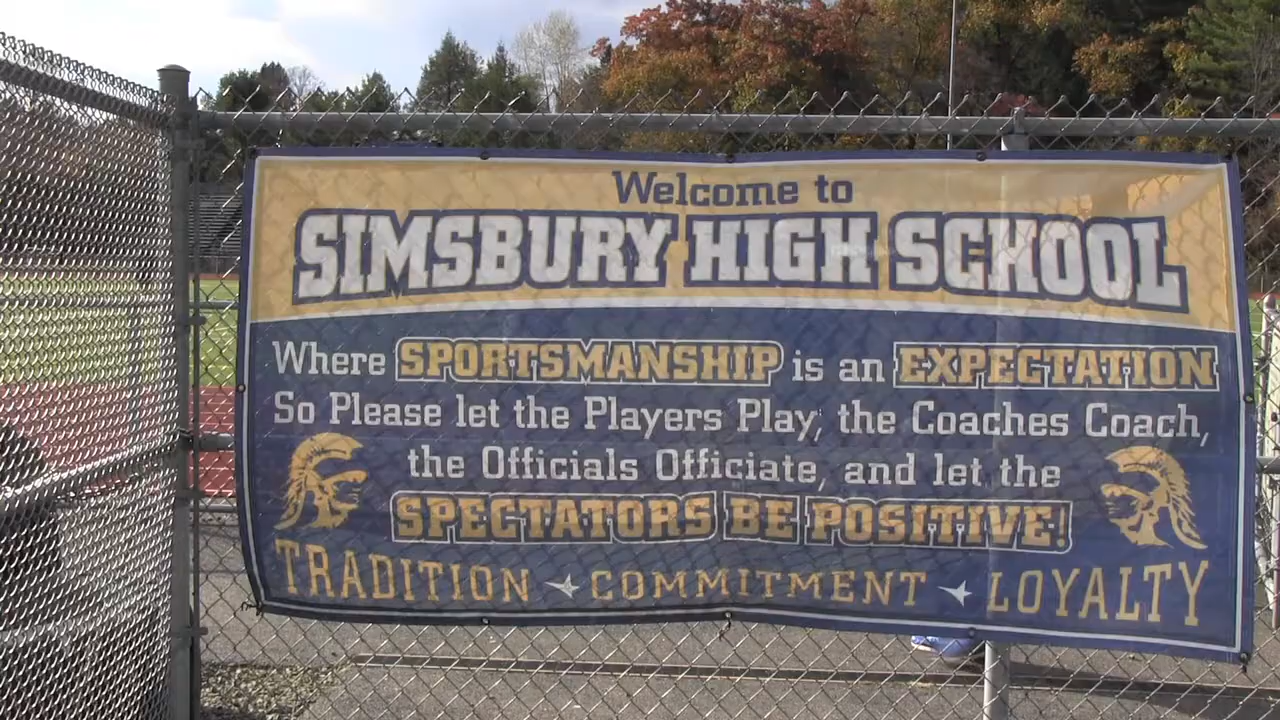 Welcome to
SIMSBURY HIGH SCHOOL
Where SPORTSMANSHIP is an EXPECTATION
So Please let the Players Play, the Coaches Coach,
the Officials Officiate, and let the
SPECTATORS BE POSITIVE!
TRADITION COMMITMENT LOYALTY